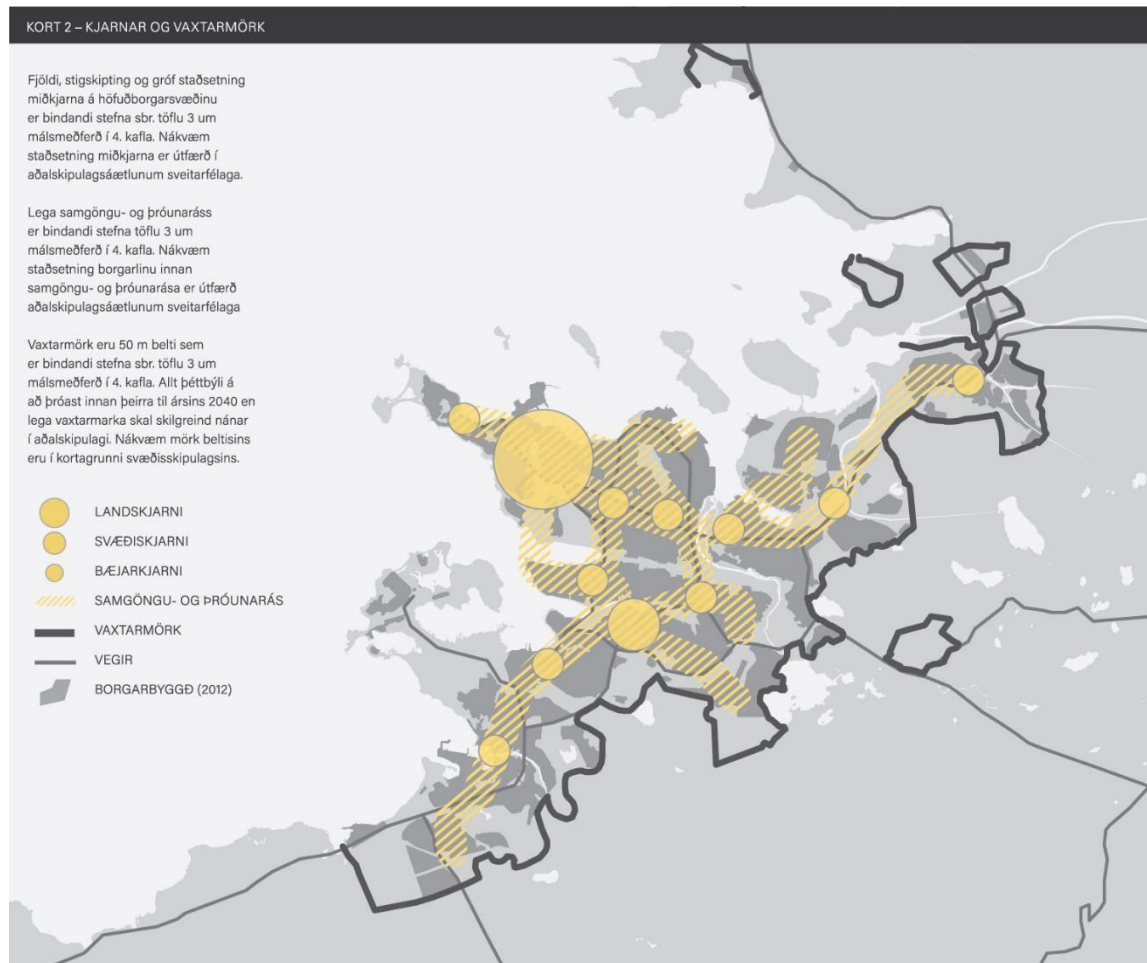 KORT 2 – KJARNAR OG VAXTARMÖRK
Fjöldi, stigskipting og gróf staðsetning
miðkjarna á höfuðborgarsvæðinu
er bindandi stefna sbr. töflu 3 um
málsmeðferð í 4. kafla. Nákvæm
staðsetning miðkjarna er útfærð í
aðalskipulagsáætlunum sveitarfélaga.
Lega samgöngu- og þróunaráss
er bindandi stefna töflu 3 um
málsmeðferð í 4. kafla. Nákvæm
staðsetning borgarlinu innan
samgöngu- og þróunarása er útfærð
aðalskipulagsáætlunum sveitarfélaga
Vaxtarmörk eru 50 m belti sem
er bindandi stefna sbr. töflu 3 um
málsmeðferð í 4. kafla. Allt þéttbýli á
að þróast innan þeirra til ársins 2040 en
lega vaxtarmarka skal skilgreind nánar
í aðalskipulagi. Nákvæm mörk beltisins
eru í kortagrunni svæðisskipulagsins.
LANDSKJARNI
SVÆÐISKJARNI
BÆJARKJARNI
SAMGÖNGU- OG ÞRÓUNARÁS
VAXTARMÖRK
VEGIR
BORGARBYGGÐ (2012)